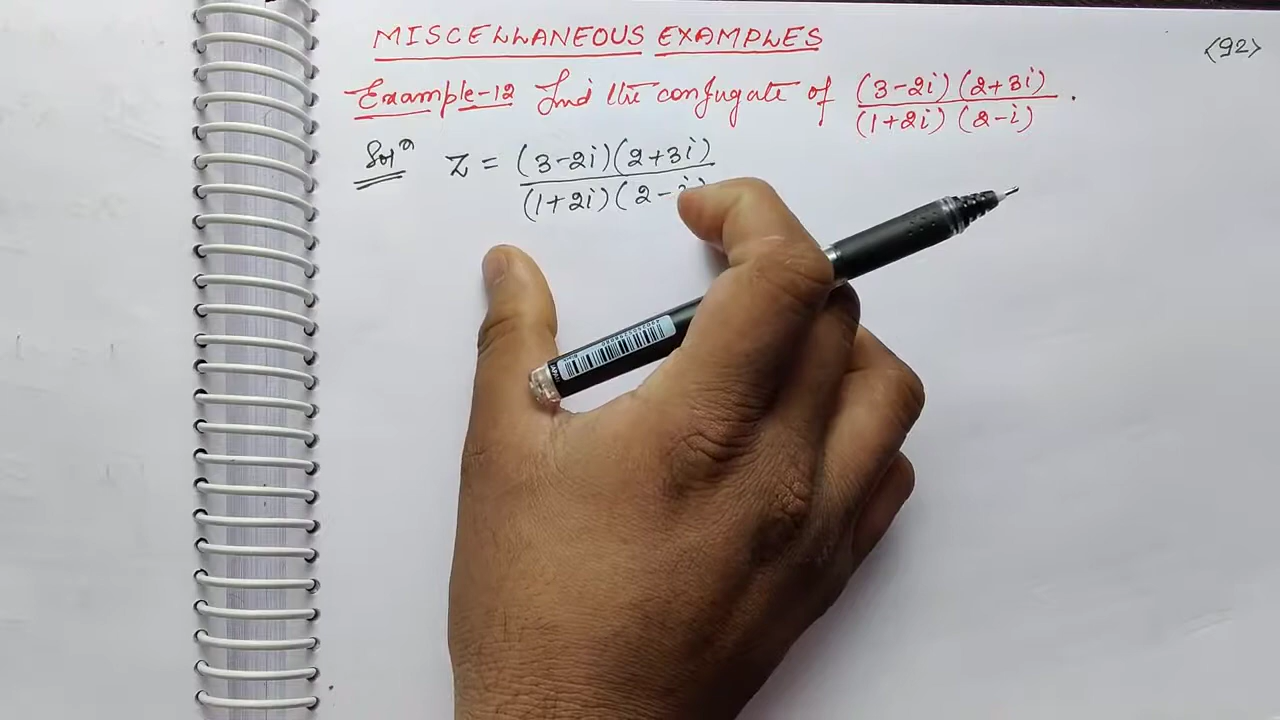 MISCELLANEOUS EXAMPLES
<92>
Example-12 Find the conjugate of (3-2i)(2+3i) / (1+2i)(2-i) .
Solⁿ Z = (3-2i)(2+3i) / (1+2i)(2-i)
JAPAN